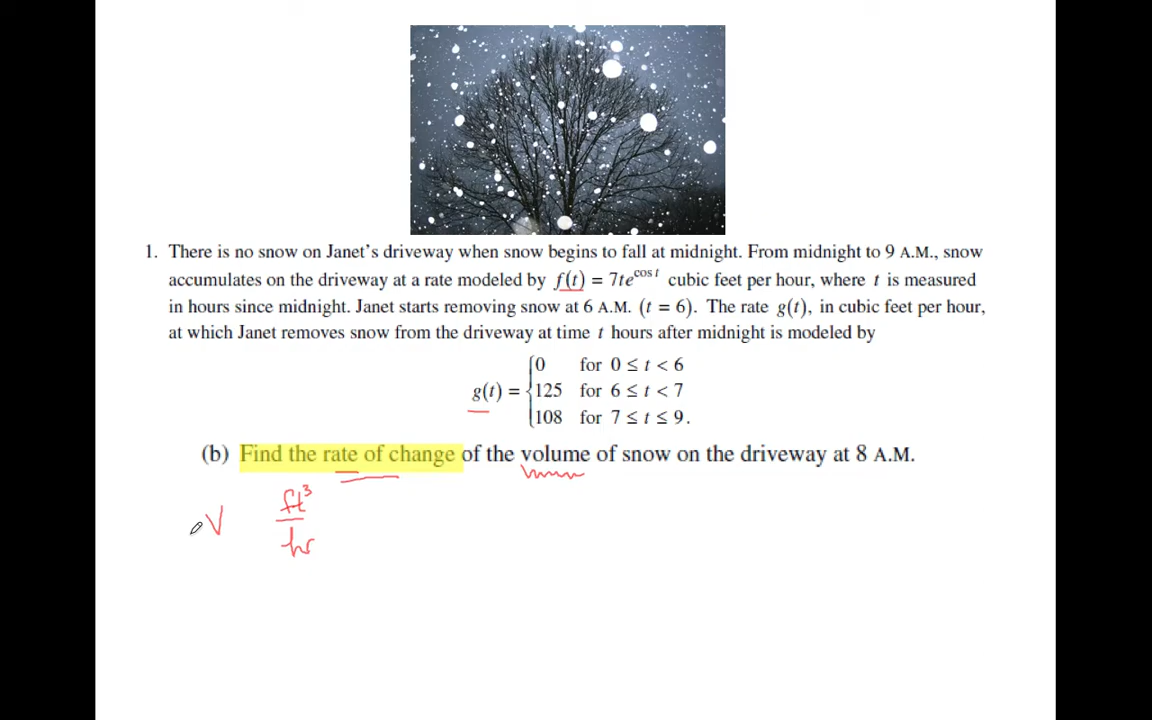 1. There is no snow on Janet's driveway when snow begins to fall at midnight. From midnight to 9 A.M., snow
accumulates on the driveway at a rate modeled by f(t) = 7te^{cos t} cubic feet per hour, where t is measured
in hours since midnight. Janet starts removing snow at 6 A.M. (t = 6). The rate g(t), in cubic feet per hour,
at which Janet removes snow from the driveway at time t hours after midnight is modeled by
0 for 0 ≤ t < 6
g(t) = { 125 for 6 ≤ t < 7
108 for 7 ≤ t ≤ 9.
(b) Find the rate of change of the volume of snow on the driveway at 8 A.M.
V ft³/hr